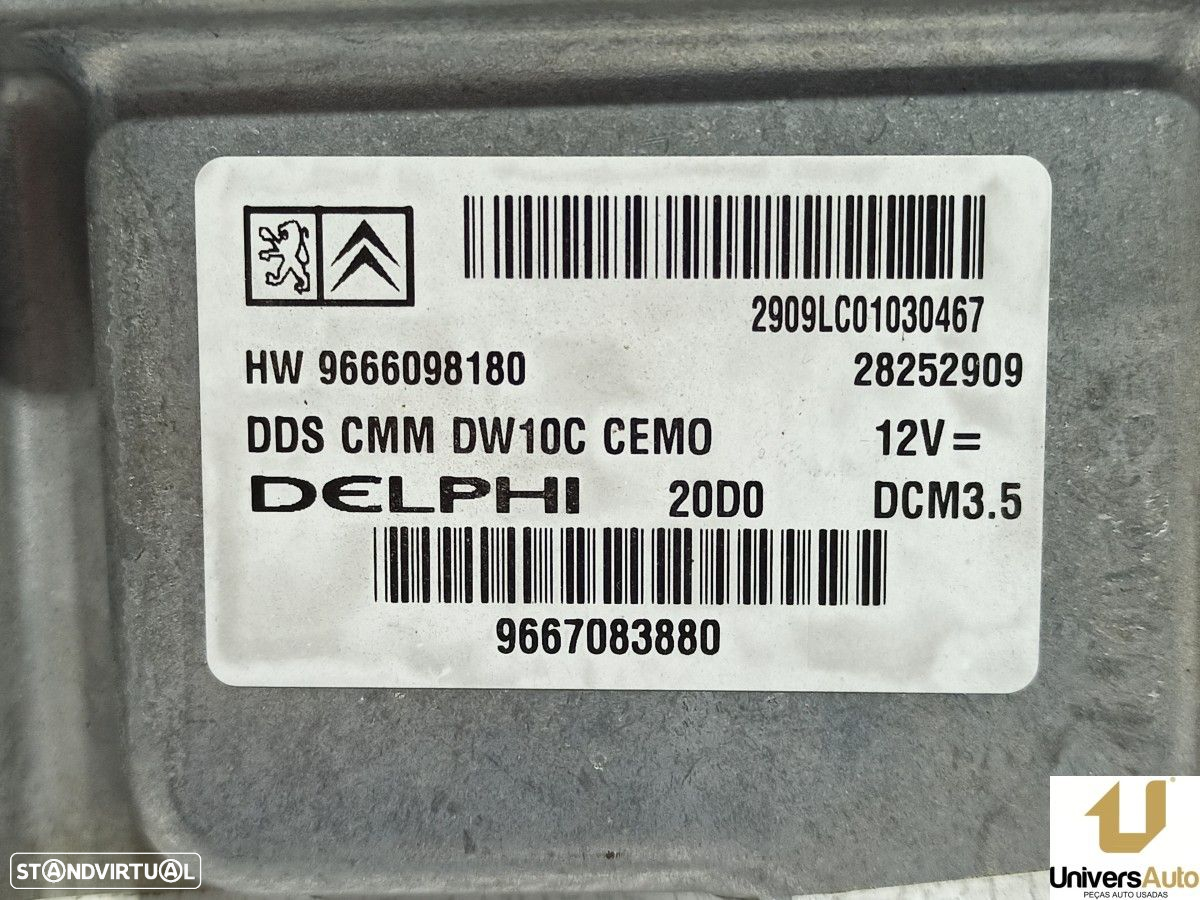 2909LC01030467
HW 9666098180 28252909
DDS CMM DW10C CEMO 12V=
DELPHI 20D0 DCM3.5
9667083880
STANDVIRTUAL
UniversAuto
PEÇAS AUTO USADAS